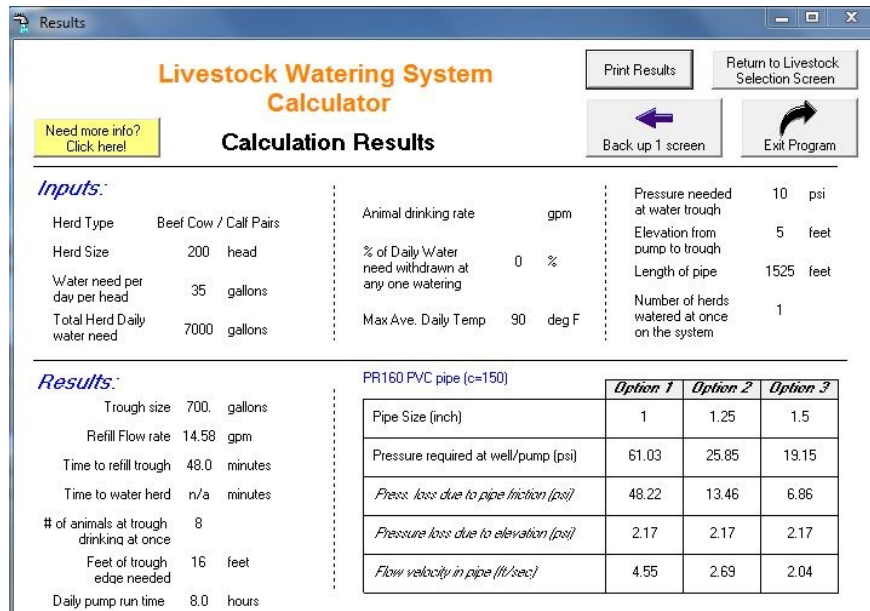 Results
Livestock Watering System
Calculator
Calculation Results
Need more info?
Click here!
Print Results
Return to Livestock
Selection Screen
Back up 1 screen
Exit Program
Inputs:
Herd Type Beef Cow / Calf Pairs
Herd Size 200 head
Water need per
day per head 35 gallons
Total Herd Daily
water need 7000 gallons
Animal drinking rate gpm
% of Daily Water
need withdrawn at
any one watering 0 %
Max Ave. Daily Temp 90 deg F
Pressure needed
at water trough 10 psi
Elevation from
pump to trough 5 feet
Length of pipe 1525 feet
Number of herds
watered at once
on the system 1
Results:
Trough size 700. gallons
Refill Flow rate 14.58 gpm
Time to refill trough 48.0 minutes
Time to water herd n/a minutes
# of animals at trough
drinking at once 8
Feet of trough
edge needed 16 feet
Daily pump run time 8.0 hours
PR160 PVC pipe (c=150)
Option 1 Option 2 Option 3
Pipe Size (inch) 1 1.25 1.5
Pressure required at well/pump (psi) 61.03 25.85 19.15
Press. loss due to pipe friction (psi) 48.22 13.46 6.86
Pressure loss due to elevation (psi) 2.17 2.17 2.17
Flow velocity in pipe (ft/sec) 4.55 2.69 2.04